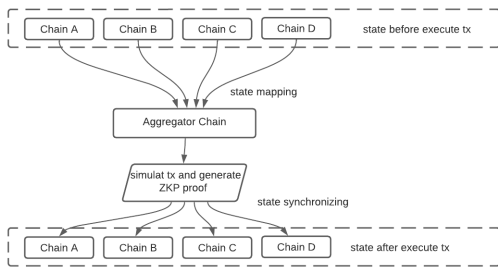 Chain A Chain B Chain C Chain D state before execute tx
state mapping
Aggregator Chain
simulat tx and generate
ZKP proof
state synchronizing
Chain A Chain B Chain C Chain D state after execute tx